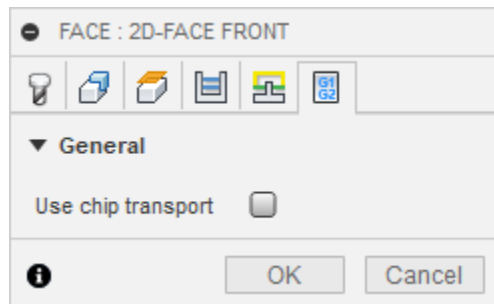 FACE : 2D-FACE FRONT
G1
G2
General
Use chip transport
OK Cancel